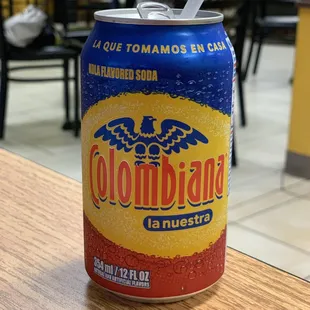 LA QUE TOMAMOS EN CASA
KOLA FLAVORED SODA
Colombiana
la nuestra
354 ml / 12 FL OZ